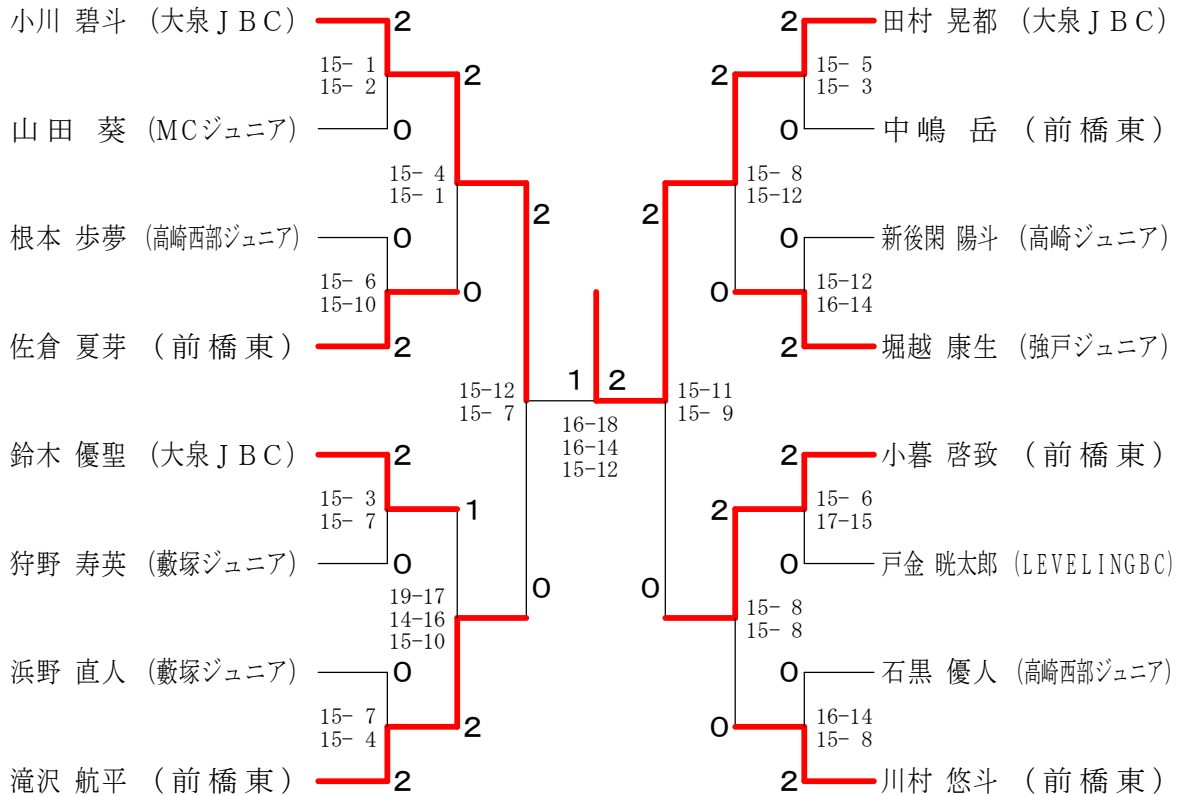 小川 碧斗 (大泉ＪＢＣ) 2
15- 1
15- 2
2
山田 葵 (MCジュニア) 0
15- 4
15- 1
2
根本 歩夢 (高崎西部ジュニア) 0
15- 6
15-10
0
佐倉 夏芽 (前橋東) 2
15-12
15- 7
鈴木 優聖 (大泉ＪＢＣ) 2
15- 3
15- 7
1
狩野 寿英 (藪塚ジュニア) 0
19-17
14-16
15-10
0
浜野 直人 (藪塚ジュニア) 0
15- 7
15- 4
2
滝沢 航平 (前橋東) 2
1 2
16-18
16-14
15-12
2 田村 晃都 (大泉ＪＢＣ)
2
15- 5
15- 3
0 中嶋 岳 (前橋東)
2
15- 8
15-12
0 新後閑 陽斗 (高崎ジュニア)
0
15-12
16-14
2 堀越 康生 (強戸ジュニア)
15-11
15- 9
2 小暮 啓致 (前橋東)
2
15- 6
17-15
0 戸金 晄太郎 (LEVELINGBC)
0
15- 8
15- 8
0 石黒 優人 (高崎西部ジュニア)
0
16-14
15- 8
2 川村 悠斗 (前橋東)